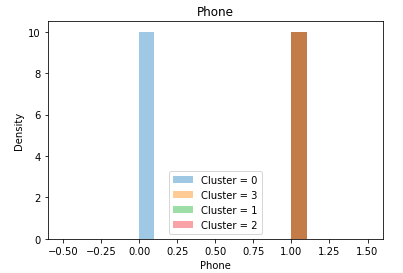 Phone
10
8
6
4
2
0
Density
Cluster = 0
Cluster = 3
Cluster = 1
Cluster = 2
−0.50 −0.25 0.00 0.25 0.50 0.75 1.00 1.25 1.50
Phone